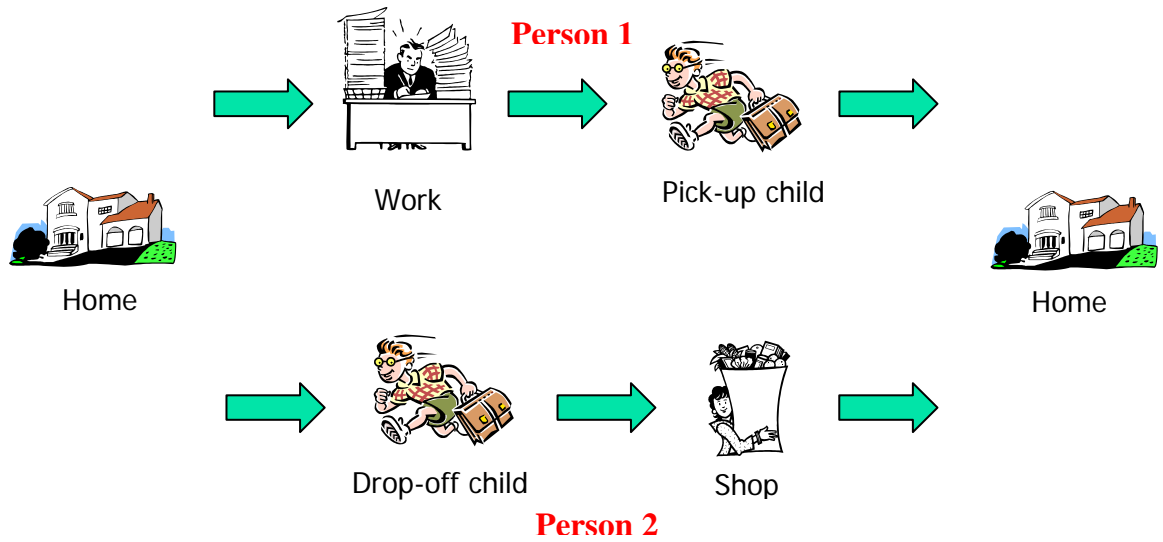 Person 1
Work
Pick-up child
Home
Home
Drop-off child
Shop
Person 2